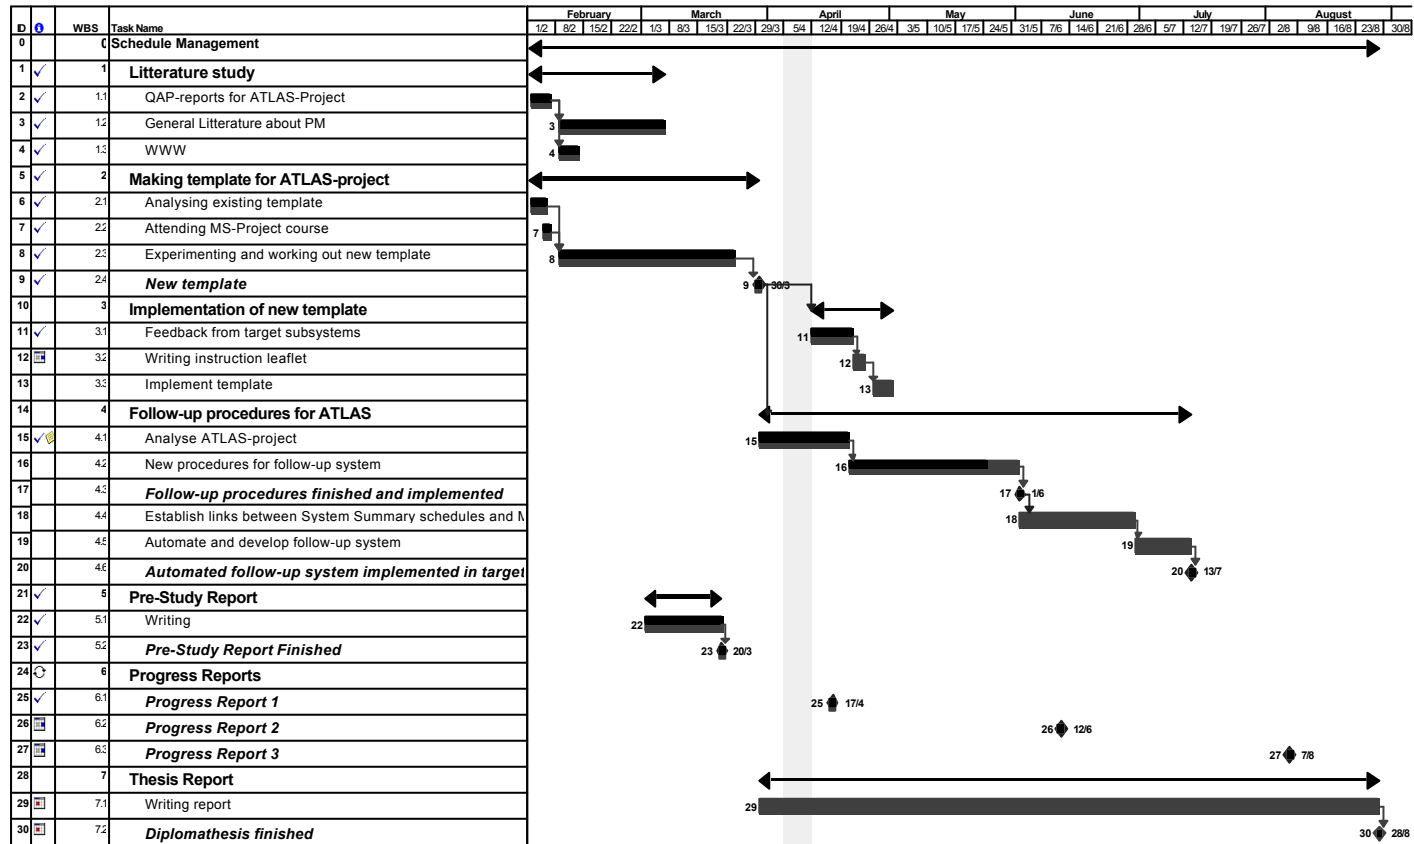 February March April May June July August
ID WBS Task Name 1/2 8/2 15/2 22/2 1/3 8/3 15/3 22/3 29/3 5/4 12/4 19/4 26/4 3/5 10/5 17/5 24/5 31/5 7/6 14/6 21/6 28/6 5/7 12/7 19/7 26/7 2/8 9/8 16/8 23/8 30/8
0 Schedule Management
1 1 Litterature study
2 1.1 QAP-reports for ATLAS-Project
3 1.2 General Litterature about PM 3
4 1.3 WWW 4
5 2 Making template for ATLAS-project
6 2.1 Analysing existing template
7 2.2 Attending MS-Project course 7
8 2.3 Experimenting and working out new template 8
9 2.4 New template 9 30/3
10 3 Implementation of new template
11 3.1 Feedback from target subsystems 11
12 3.2 Writing instruction leaflet 12
13 3.3 Implement template 13
14 4 Follow-up procedures for ATLAS
15 4.1 Analyse ATLAS-project 15
16 4.2 New procedures for follow-up system 16
17 4.3 Follow-up procedures finished and implemented 17 1/6
18 4.4 Establish links between System Summary schedules and M 18
19 4.5 Automate and develop follow-up system 19
20 4.6 Automated follow-up system implemented in target 20 13/7
21 5 Pre-Study Report
22 5.1 Writing 22
23 5.2 Pre-Study Report Finished 23 20/3
24 6 Progress Reports
25 6.1 Progress Report 1 25 17/4
26 6.2 Progress Report 2 26 12/6
27 6.3 Progress Report 3 27 7/8
28 7 Thesis Report
29 7.1 Writing report 29
30 7.2 Diplomathesis finished 30 28/8